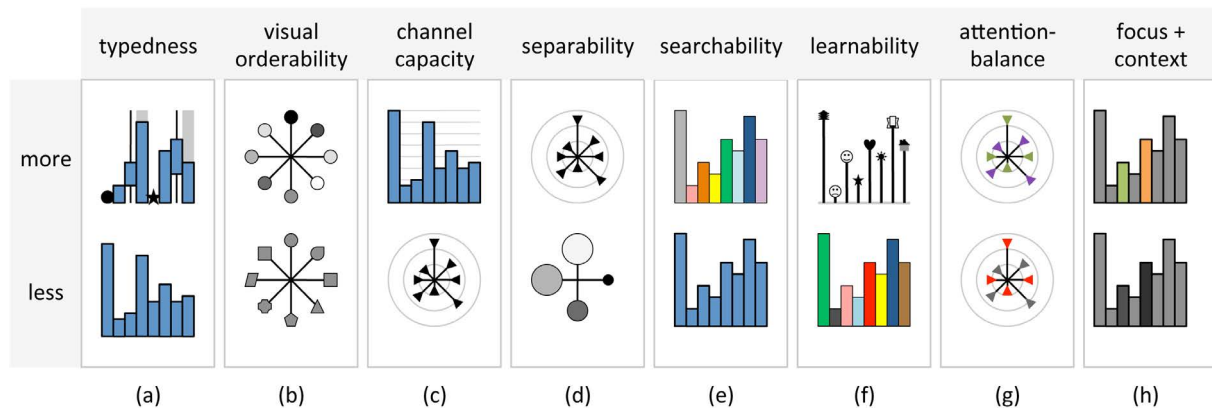 typedness
visual
orderability
channel
capacity
separability
searchability
learnability
attention-
balance
focus +
context
more
less
(a)
(b)
(c)
(d)
(e)
(f)
(g)
(h)